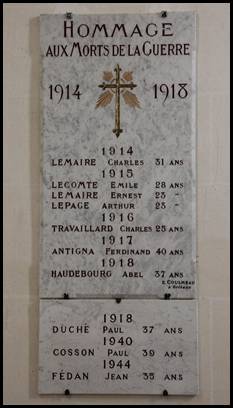 HOMMAGE
AUX MORTS DE LA GUERRE
1914 1918
1914
LEMAIRE CHARLES 31 ANS
1915
LECOMTE EMILE 28 ANS
LEMAIRE ERNEST 23 "
LEPAGE ARTHUR 23 "
1916
TRAVAILLARD CHARLES 25 ANS
1917
ANTIGNA FERDINAND 40 ANS
1918
HAUDEBOURG ABEL 37 ANS
1918
DUCHÉ PAUL 37 ANS
1940
COSSON PAUL 39 ANS
1944
FÉDAN JEAN 35 ANS